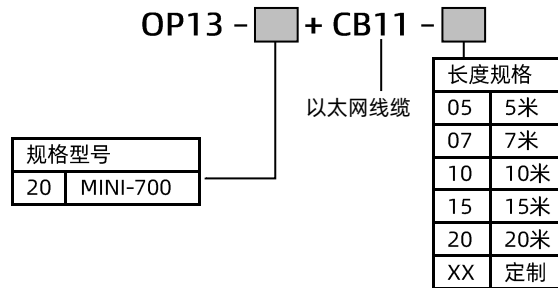 OP13 – + CB11 –
以太网线缆
规格型号
20 MINI-700
长度规格
05 5米
07 7米
10 10米
15 15米
20 20米
XX 定制